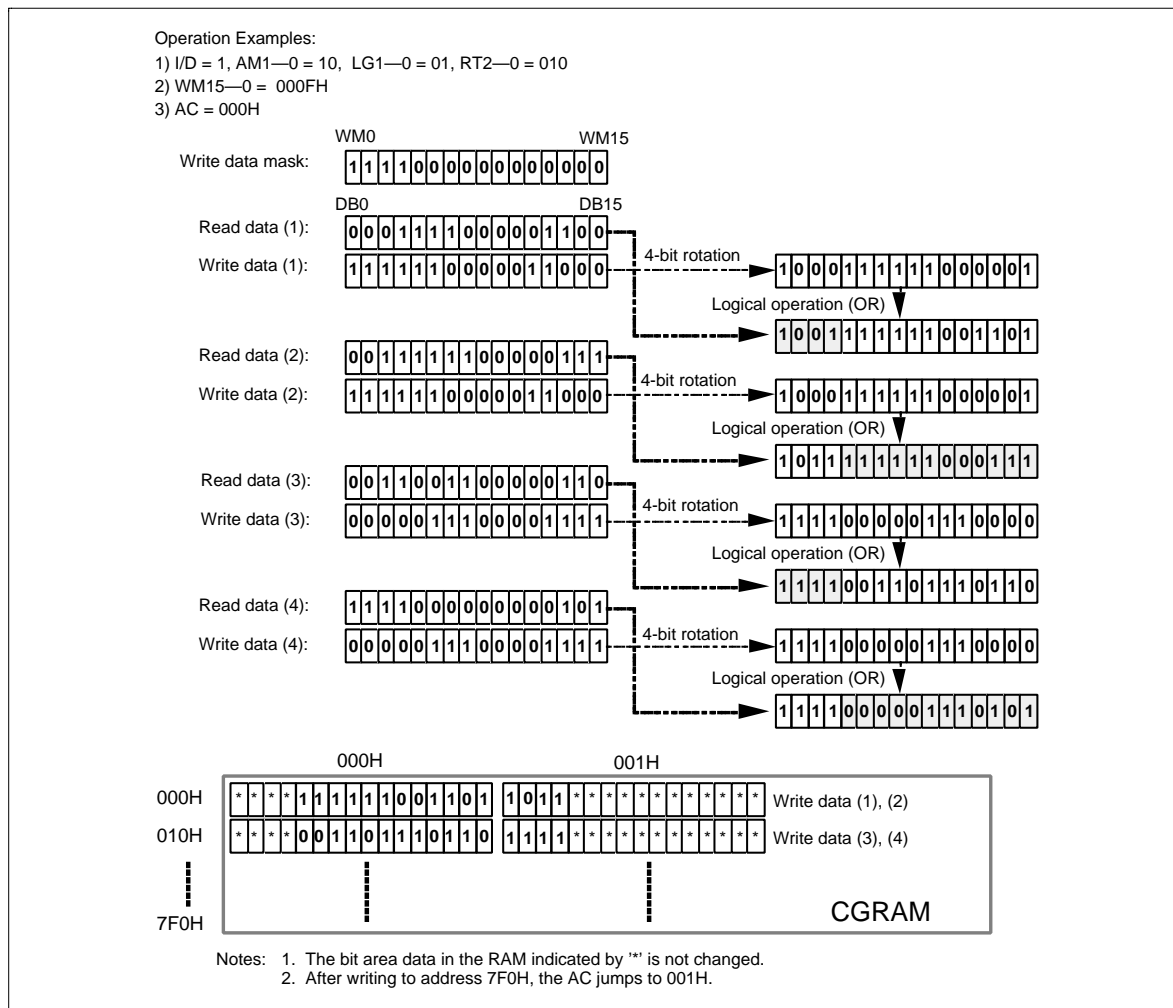 Operation Examples:
1) I/D = 1, AM1—0 = 10, LG1—0 = 01, RT2—0 = 010
2) WM15—0 = 000FH
3) AC = 000H
WM0 WM15
Write data mask: 1111000000000000
DB0 DB15
Read data (1): 0001111000001100
Write data (1): 1111110000011000 4-bit rotation 1000111111000001
Logical operation (OR)
1001111111001101
Read data (2): 0011111100000111
Write data (2): 1111110000011000 4-bit rotation 1000111111000001
Logical operation (OR)
1011111111000111
Read data (3): 0011001100000110
Write data (3): 0000011100001111 4-bit rotation 1111000001110000
Logical operation (OR)
1111001101110110
Read data (4): 1111000000000101
Write data (4): 0000011100001111 4-bit rotation 1111000001110000
Logical operation (OR)
1111000001110101
000H 001H
000H ****111111001101 1011************ Write data (1), (2)
010H ****001101110110 1111************ Write data (3), (4)
7F0H CGRAM
Notes: 1. The bit area data in the RAM indicated by '*' is not changed.
2. After writing to address 7F0H, the AC jumps to 001H.